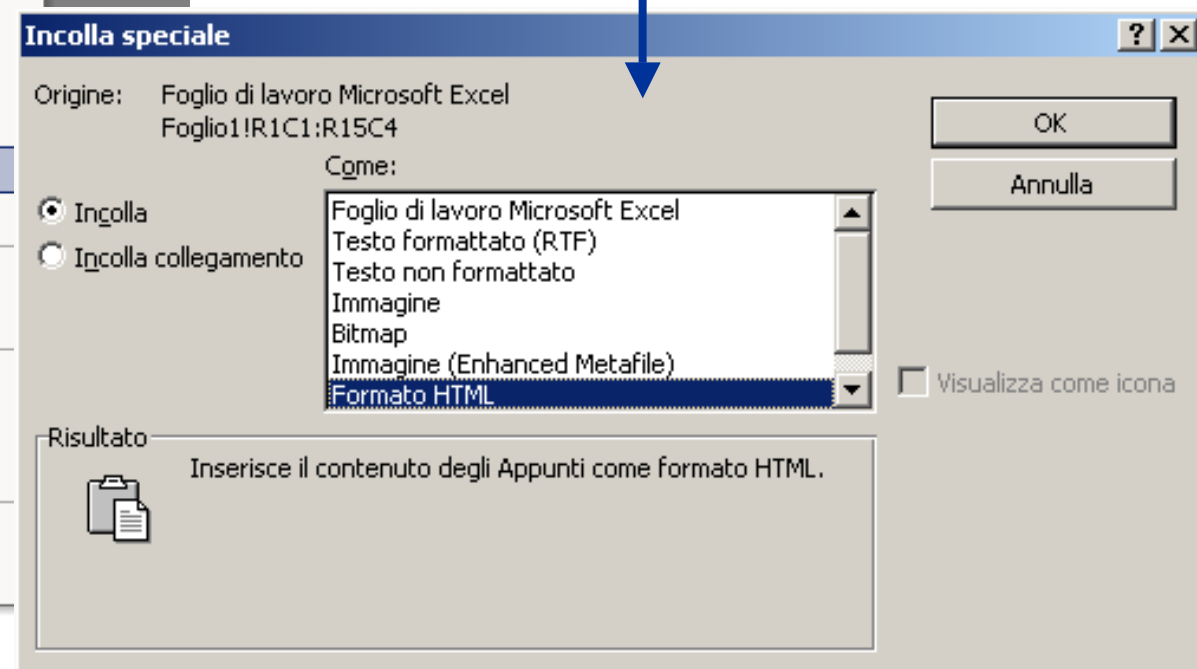 Incolla speciale
Origine: Foglio di lavoro Microsoft Excel
Foglio1!R1C1:R15C4
OK
Come:
Annulla
Incolla
Incolla collegamento
Foglio di lavoro Microsoft Excel
Testo formattato (RTF)
Testo non formattato
Immagine
Bitmap
Immagine (Enhanced Metafile)
Formato HTML
Visualizza come icona
Risultato
Inserisce il contenuto degli Appunti come formato HTML.